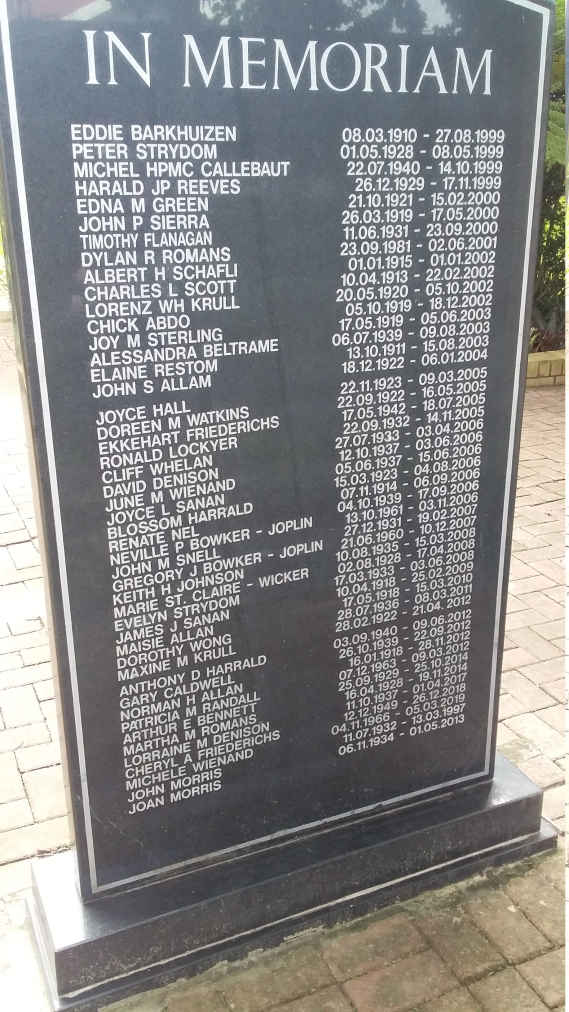 IN MEMORIAM
EDDIE BARKHUIZEN 08.03.1910 - 27.08.1999
PETER STRYDOM 01.05.1928 - 08.05.1999
MICHEL HPMC CALLEBAUT 22.07.1940 - 14.10.1999
HARALD JP REEVES 26.12.1929 - 17.11.1999
EDNA M GREEN 21.10.1921 - 15.02.2000
JOHN P SIERRA 26.03.1919 - 17.05.2000
TIMOTHY FLANAGAN 11.06.1931 - 23.09.2000
DYLAN R ROMANS 23.09.1981 - 02.06.2001
ALBERT H SCHAFLI 01.01.1915 - 01.01.2002
CHARLES L SCOTT 10.04.1913 - 22.02.2002
LORENZ WH KRULL 20.05.1920 - 05.10.2002
CHICK ABDO 05.10.1919 - 18.12.2002
JOY M STERLING 17.05.1919 - 05.06.2003
ALESSANDRA BELTRAME 06.07.1939 - 09.08.2003
ELAINE RESTOM 13.10.1911 - 15.08.2003
JOHN S ALLAM 18.12.1922 - 06.01.2004
JOYCE HALL 22.11.1923 - 09.03.2005
DOREEN M WATKINS 22.09.1922 - 16.05.2005
EKKEHART FRIEDERICHS 17.05.1942 - 18.07.2005
RONALD LOCKYER 22.09.1932 - 14.11.2005
CLIFF WHELAN 27.07.1933 - 03.04.2006
DAVID DENISON 12.10.1937 - 03.06.2006
JUNE M WIENAND 05.06.1937 - 15.06.2006
JOYCE L SANAN 15.03.1923 - 04.08.2006
BLOSSOM HARRALD 07.11.1914 - 06.09.2006
RENATE NEL 04.10.1939 - 17.09.2006
NEVILLE P BOWKER - JOPLIN 13.10.1961 - 03.11.2006
JOHN M SNELL 27.12.1931 - 19.02.2007
GREGORY J BOWKER - JOPLIN 21.06.1960 - 10.12.2007
KEITH H JOHNSON 10.08.1935 - 15.03.2008
MARIE ST. CLAIRE - WICKER 02.08.1928 - 17.04.2008
EVELYN STRYDOM 17.03.1933 - 03.06.2008
JAMES J SANAN 10.04.1918 - 25.02.2009
MAISIE ALLAN 17.05.1918 - 15.03.2010
DOROTHY WONG 28.07.1936 - 08.03.2011
MAXINE M KRULL 28.02.1922 - 21.04.2012
ANTHONY D HARRALD 03.09.1940 - 09.06.2012
GARY CALDWELL 26.10.1939 - 22.09.2012
NORMAN H ALLAN 16.01.1918 - 28.11.2012
PATRICIA M RANDALL 07.12.1963 - 09.03.2012
ARTHUR E BENNETT 25.09.1929 - 25.10.2014
MARTHA M ROMANS 16.04.1928 - 19.11.2014
LORRAINE M DENISON 11.10.1937 - 01.04.2017
CHERYL A FRIEDERICHS 12.12.1949 - 26.12.2018
MICHELE WIENAND 04.11.1966 - 05.03.2019
JOHN MORRIS 11.07.1932 - 13.03.1997
JOAN MORRIS 06.11.1934 - 01.05.2013